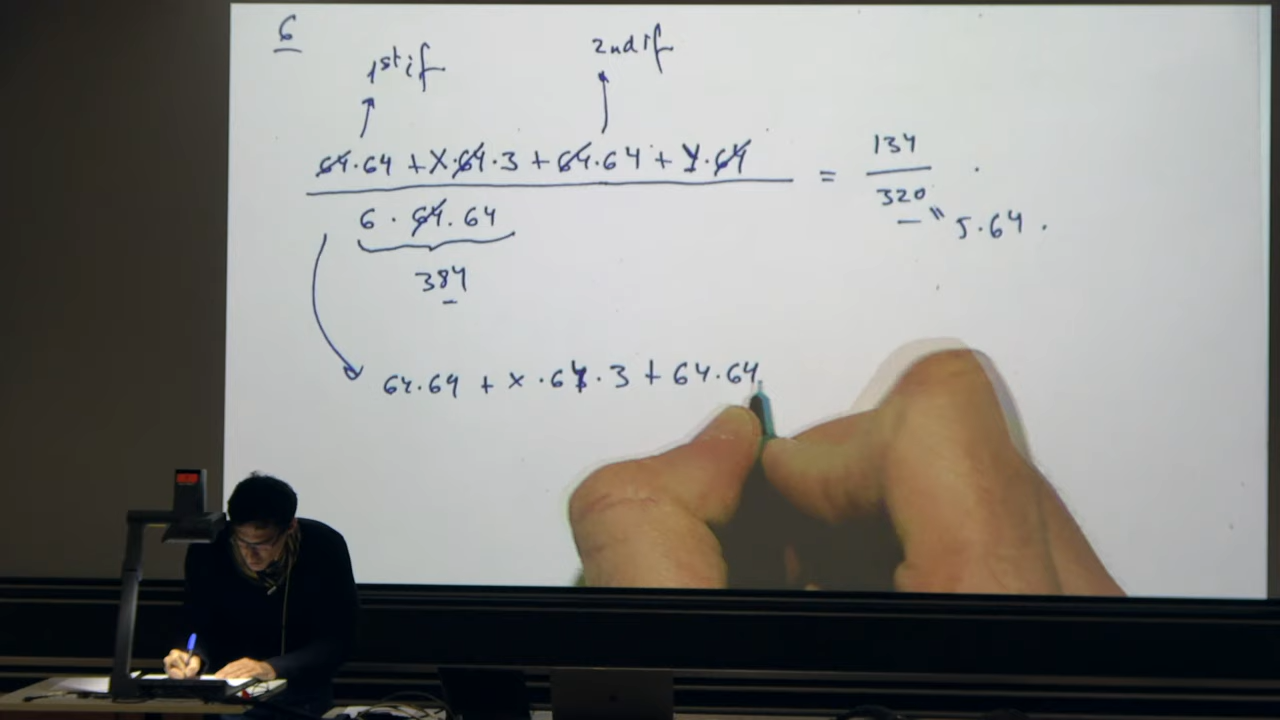 6
1st if
2nd if
64.64 + X.64.3 + 64.64 + Y.64 = 134 .
6 . 64. 64
320
" 5.64 .
384
64.64 + x .64.3 + 64.64